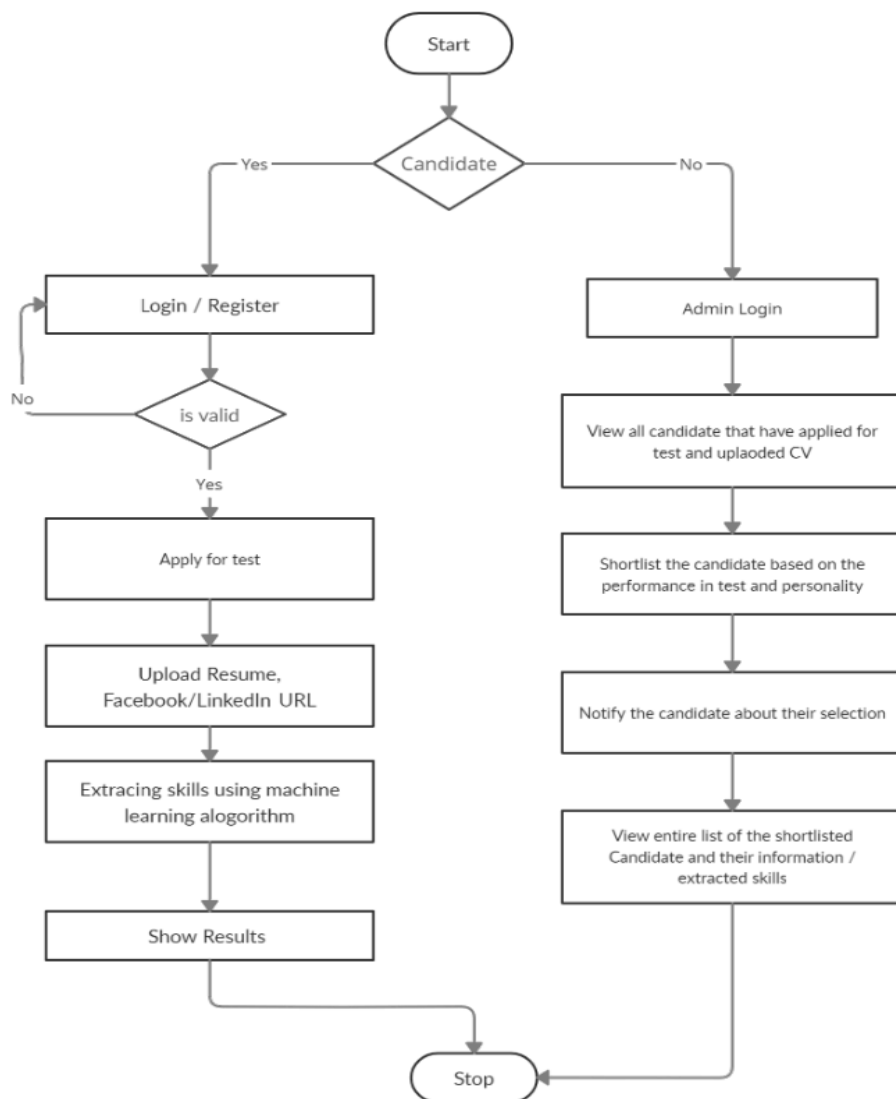 Start
Candidate
Yes
No
Login / Register
Admin Login
No
is valid
View all candidate that have applied for
test and uplaoded CV
Yes
Apply for test
Shortlist the candidate based on the
performance in test and personality
Upload Resume,
Facebook/LinkedIn URL
Notify the candidate about their selection
Extracing skills using machine
learning alogorithm
View entire list of the shortlisted
Candidate and their information /
extracted skills
Show Results
Stop